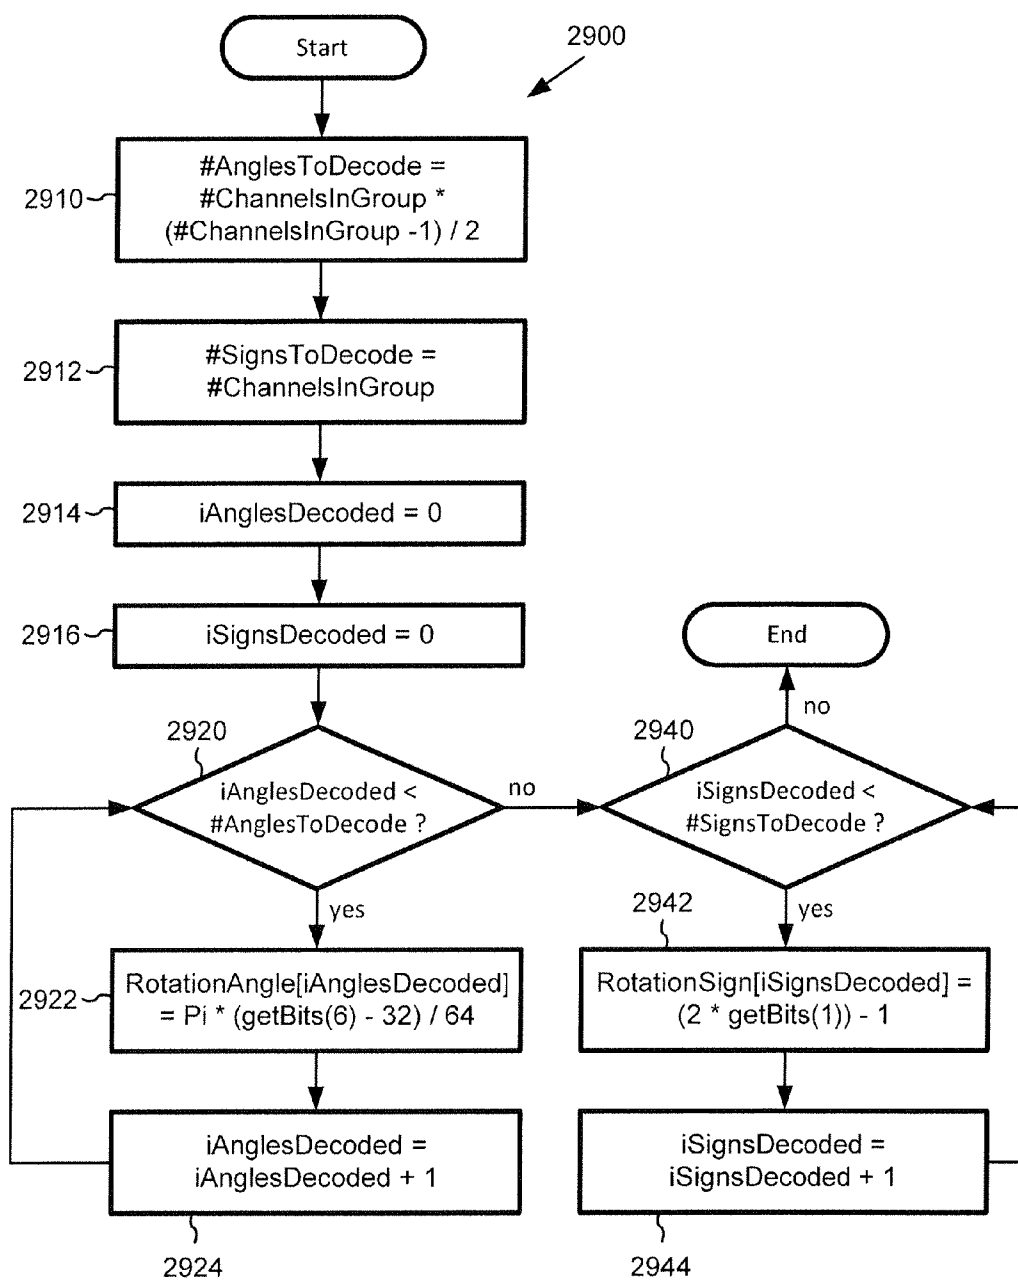 Start
2900
#AnglesToDecode =
#ChannelsInGroup *
(#ChannelsInGroup -1) / 2
2910
#SignsToDecode =
#ChannelsInGroup
2912
iAnglesDecoded = 0
2914
iSignsDecoded = 0
2916
End
no
2920
iAnglesDecoded <
#AnglesToDecode ?
no
2940
iSignsDecoded <
#SignsToDecode ?
yes
2942
yes
RotationAngle[iAnglesDecoded]
= Pi * (getBits(6) - 32) / 64
2922
RotationSign[iSignsDecoded] =
(2 * getBits(1)) - 1
iAnglesDecoded =
iAnglesDecoded + 1
2924
iSignsDecoded =
iSignsDecoded + 1
2944